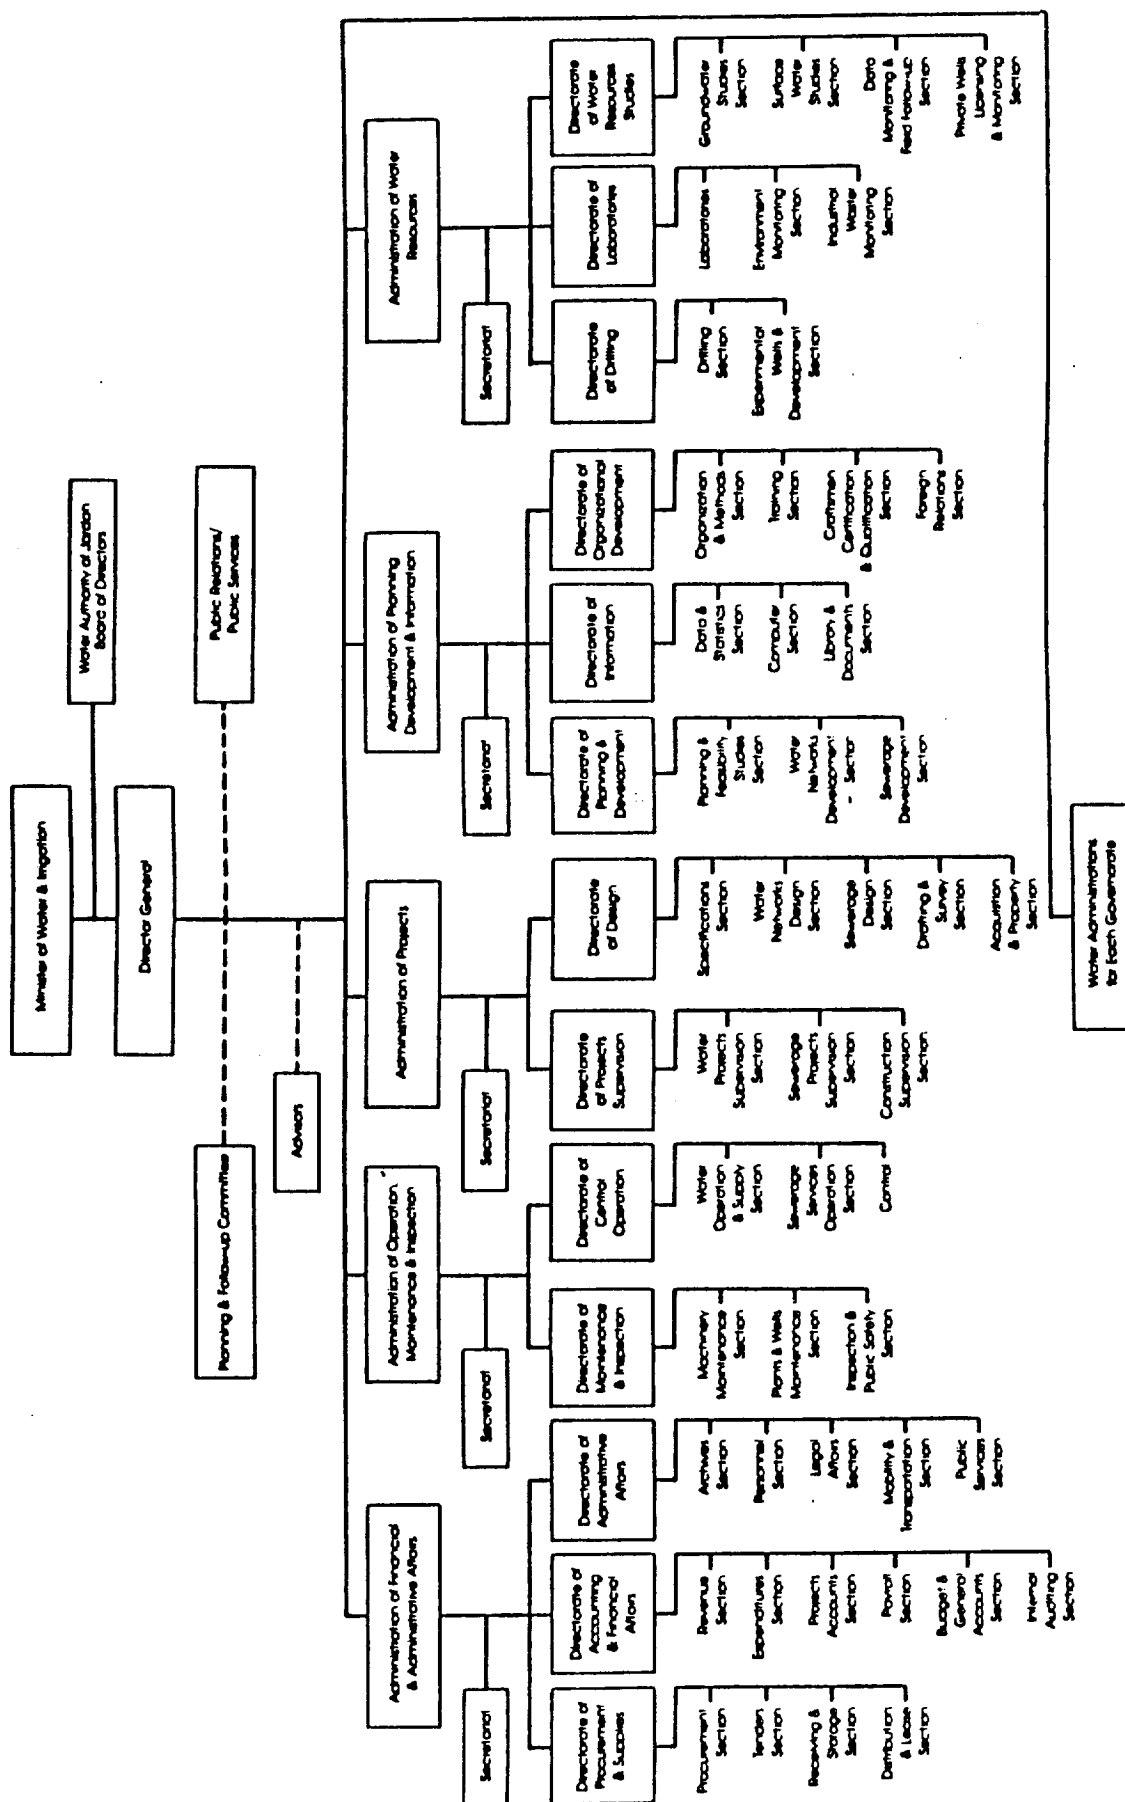 Minister of Water & Irrigation
Water Authority of Jordan
Board of Directors
Director General
Planning & Follow-up Committee
Public Relations/
Public Services
Advisors
Administration of Financial
& Administrative Affairs
Administration of Operation,
Maintenance & Inspection
Administration of Projects
Administration of Planning
Development & Information
Administration of Water
Resources
Secretariat
Secretariat
Secretariat
Secretariat
Secretariat
Directorate of
Procurement
& Supplies
Directorate of
Accounting
& Financial
Affairs
Directorate of
Administrative
Affairs
Directorate of
Maintenance
& Inspection
Directorate of
Central
Operation
Directorate
of Projects
Supervision
Directorate
of Design
Directorate of
Planning &
Development
Directorate of
Information
Directorate of
Organizational
Development
Directorate
of Drilling
Directorate of
Laboratories
Directorate
of Water
Resources
Studies
Procurement
Section
Tenders
Section
Receiving &
Storage
Section
Distribution
& Lease
Section
Revenue
Section
Expenditures
Section
Projects
Accounts
Section
Payroll
Section
Budget &
General
Accounts
Section
Internal
Auditing
Section
Archives
Section
Personnel
Section
Legal
Affairs
Section
Mobility &
Transportation
Section
Public
Services
Section
Machinery
Maintenance
Section
Plants & Wells
Maintenance
Section
Inspection &
Public Safety
Section
Water
Operation
& Supply
Section
Sewerage
Services
Operation
Section
Control
Water
Projects
Supervision
Section
Sewerage
Projects
Supervision
Section
Construction
Supervision
Section
Specifications
Section
Water
Networks
Design
Section
Sewerage
Design
Section
Drafting &
Survey
Section
Acquisition
& Property
Section
Planning &
Feasibility
Studies
Section
Water
Networks
Development
- Section
Sewerage
Development
Section
Data &
Statistics
Section
Computer
Section
Library &
Documents
Section
Organization
& Methods
Section
Training
Section
Craftsmen
Certification
& Qualification
Section
Foreign
Relations
Section
Drilling
Section
Experimental
Wells &
Development
Section
Laboratories
Environment
Monitoring
Section
Industrial
Waster
Monitoring
Section
Groundwater
Studies
Section
Surface
Water
Studies
Section
Data
Monitoring &
Field Follow-up
Section
Private Wells
Licensing
& Monitoring
Section
Water Administrations
for Each Governorate